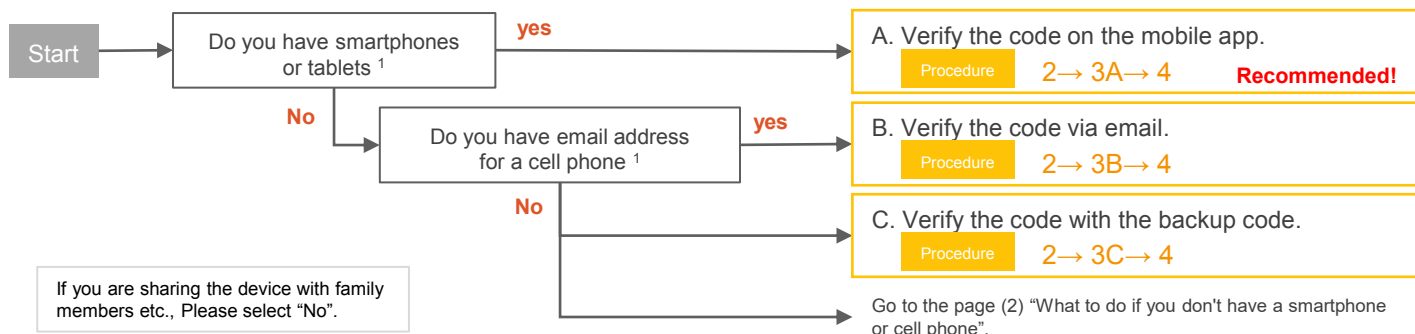 Start
Do you have smartphones
or tablets ¹
yes
A. Verify the code on the mobile app.
Procedure
2→ 3A→ 4
Recommended!
No
Do you have email address
for a cell phone ¹
yes
B. Verify the code via email.
Procedure
2→ 3B→ 4
No
C. Verify the code with the backup code.
Procedure
2→ 3C→ 4
If you are sharing the device with family
members etc., Please select “No”.
Go to the page (2) “What to do if you don't have a smartphone
or cell phone”.